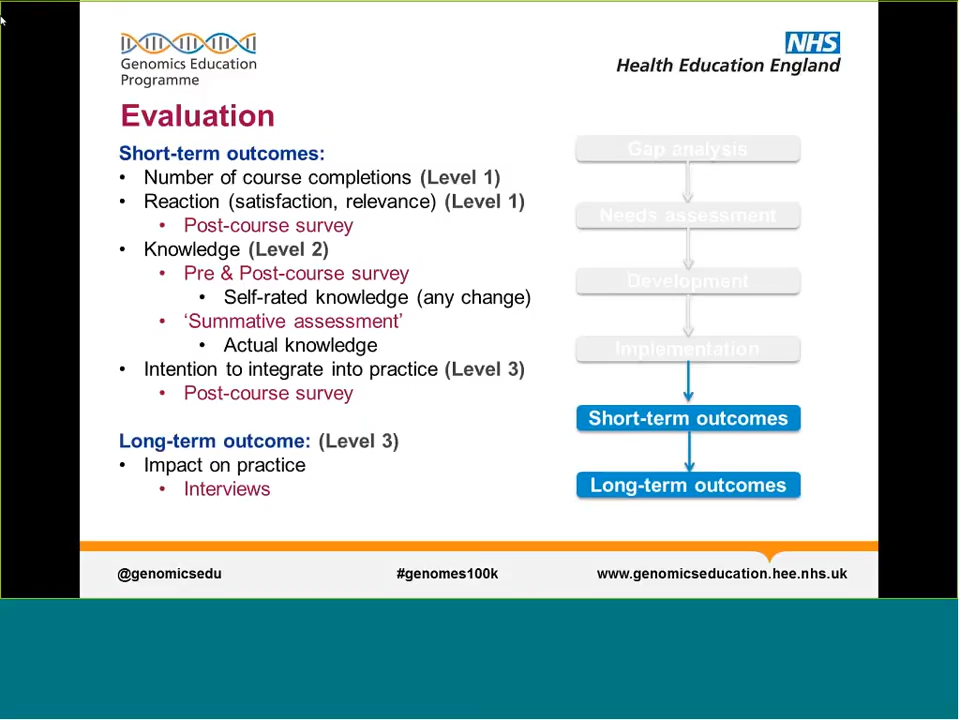 Genomics Education
Programme
NHS
Health Education England
Evaluation
Short-term outcomes:
• Number of course completions (Level 1)
• Reaction (satisfaction, relevance) (Level 1)
• Post-course survey
• Knowledge (Level 2)
• Pre & Post-course survey
• Self-rated knowledge (any change)
• ‘Summative assessment’
• Actual knowledge
• Intention to integrate into practice (Level 3)
• Post-course survey
Long-term outcome: (Level 3)
• Impact on practice
• Interviews
Gap analysis
Needs assessment
Development
Implementation
Short-term outcomes
Long-term outcomes
@genomicsedu
#genomes100k
www.genomicseducation.hee.nhs.uk